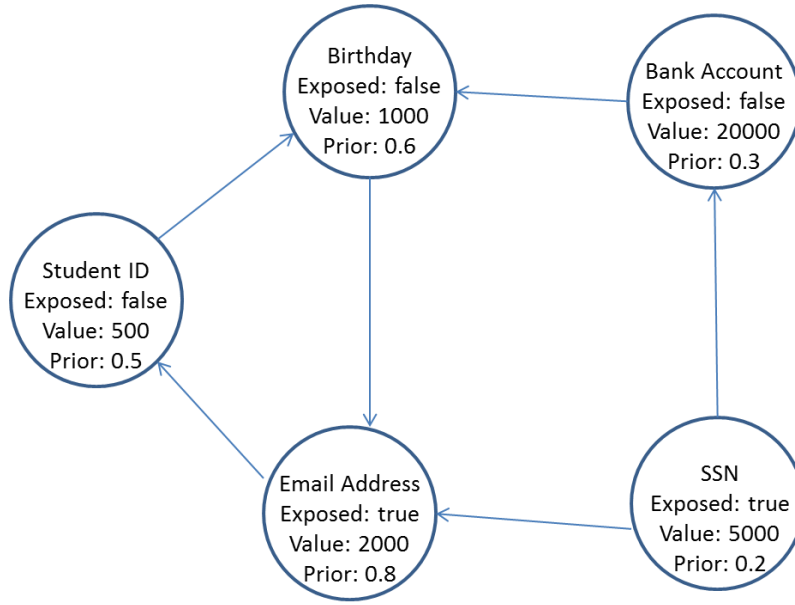 Birthday
Exposed: false
Value: 1000
Prior: 0.6
Bank Account
Exposed: false
Value: 20000
Prior: 0.3
Student ID
Exposed: false
Value: 500
Prior: 0.5
Email Address
Exposed: true
Value: 2000
Prior: 0.8
SSN
Exposed: true
Value: 5000
Prior: 0.2